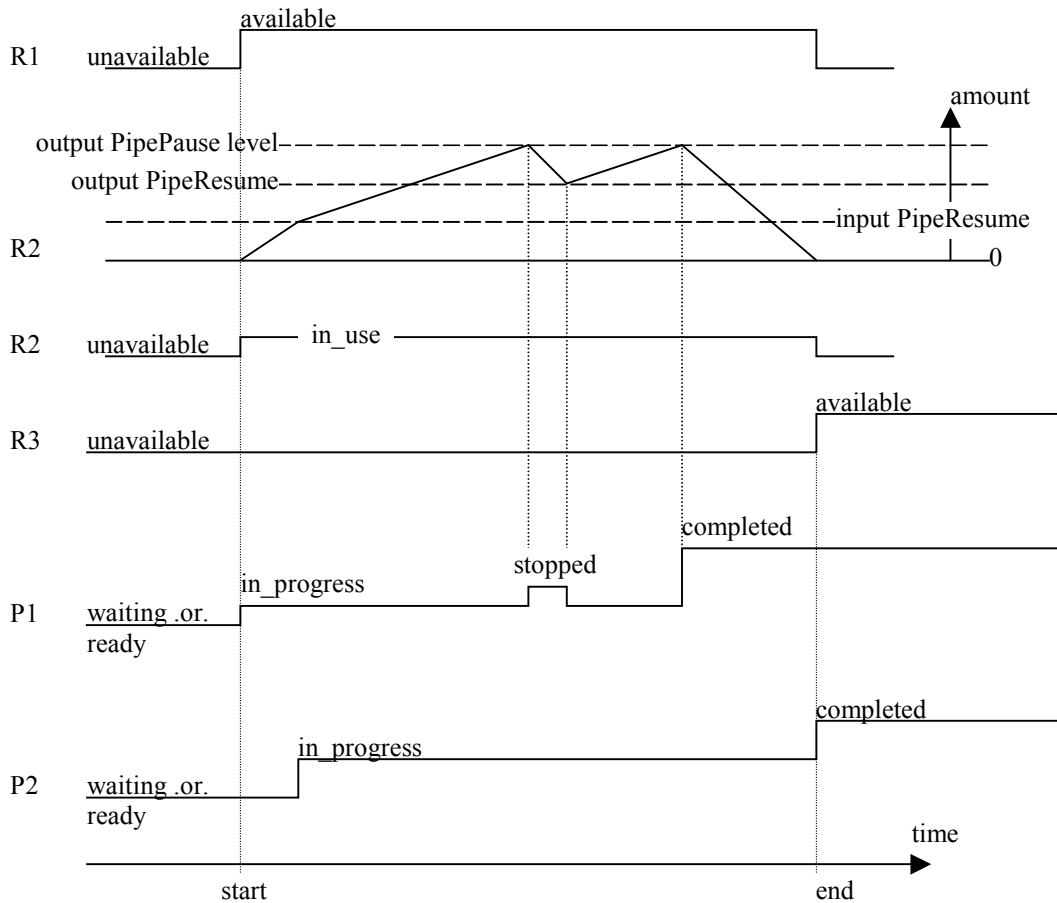 available
R1 unavailable
amount
output PipePause level
output PipeResume
input PipeResume
R2
0
R2 unavailable in_use
available
R3 unavailable
completed
stopped
in_progress
P1 waiting .or.
ready
completed
in_progress
P2 waiting .or.
ready
time
start end